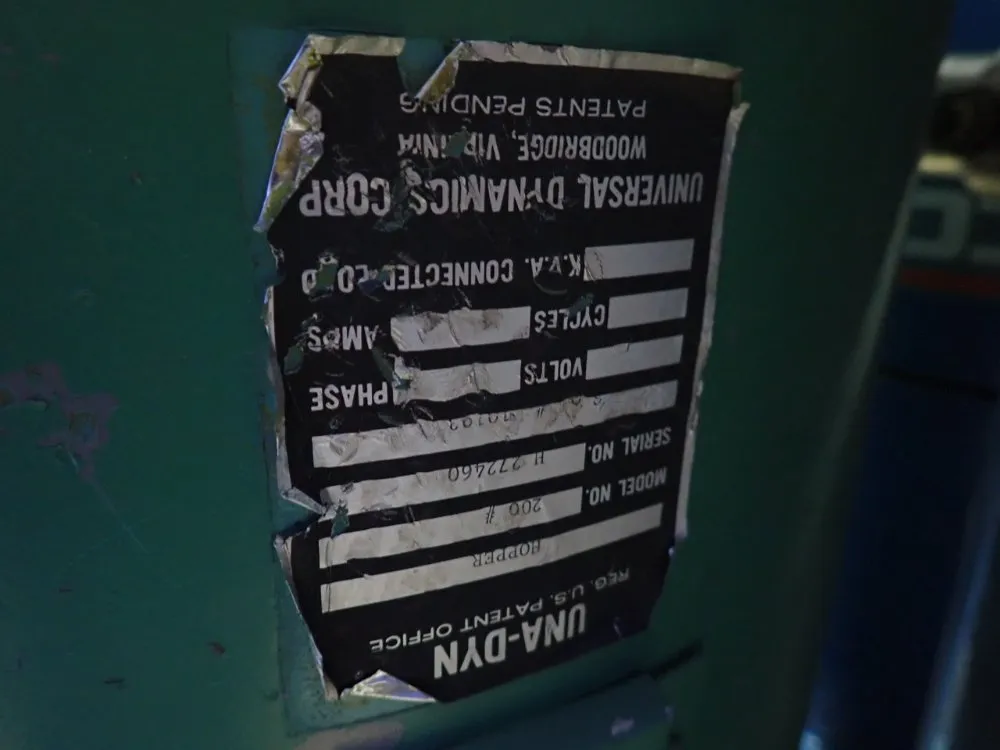 UNA-DYN
REG. U.S. PATENT OFFICE
HOPPER
MODEL NO. 200 #
SERIAL NO. H 272460
VOLTS PHASE
CYCLES AMPS
K.V.A. CONNECTED
UNIVERSAL DYNAMICS CORP
WOODBRIDGE, VIRGINIA
PATENTS PENDING